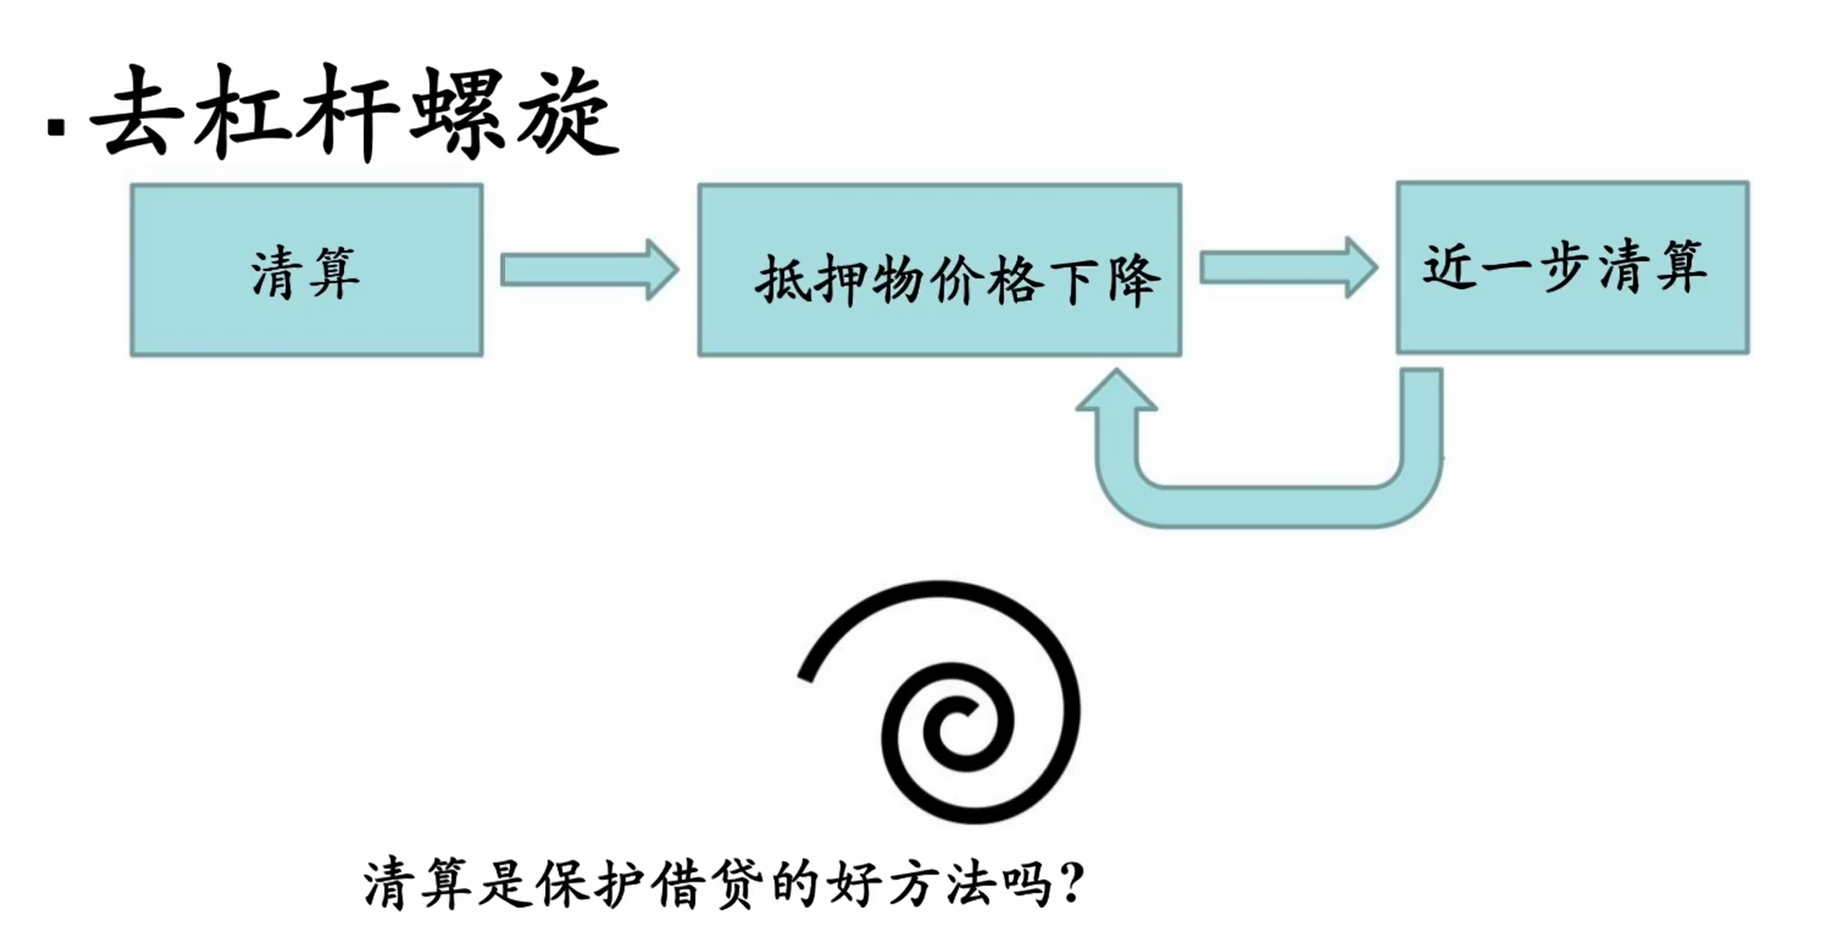 ▪去杠杆螺旋
清算
抵押物价格下降
近一步清算
清算是保护借贷的好方法吗?